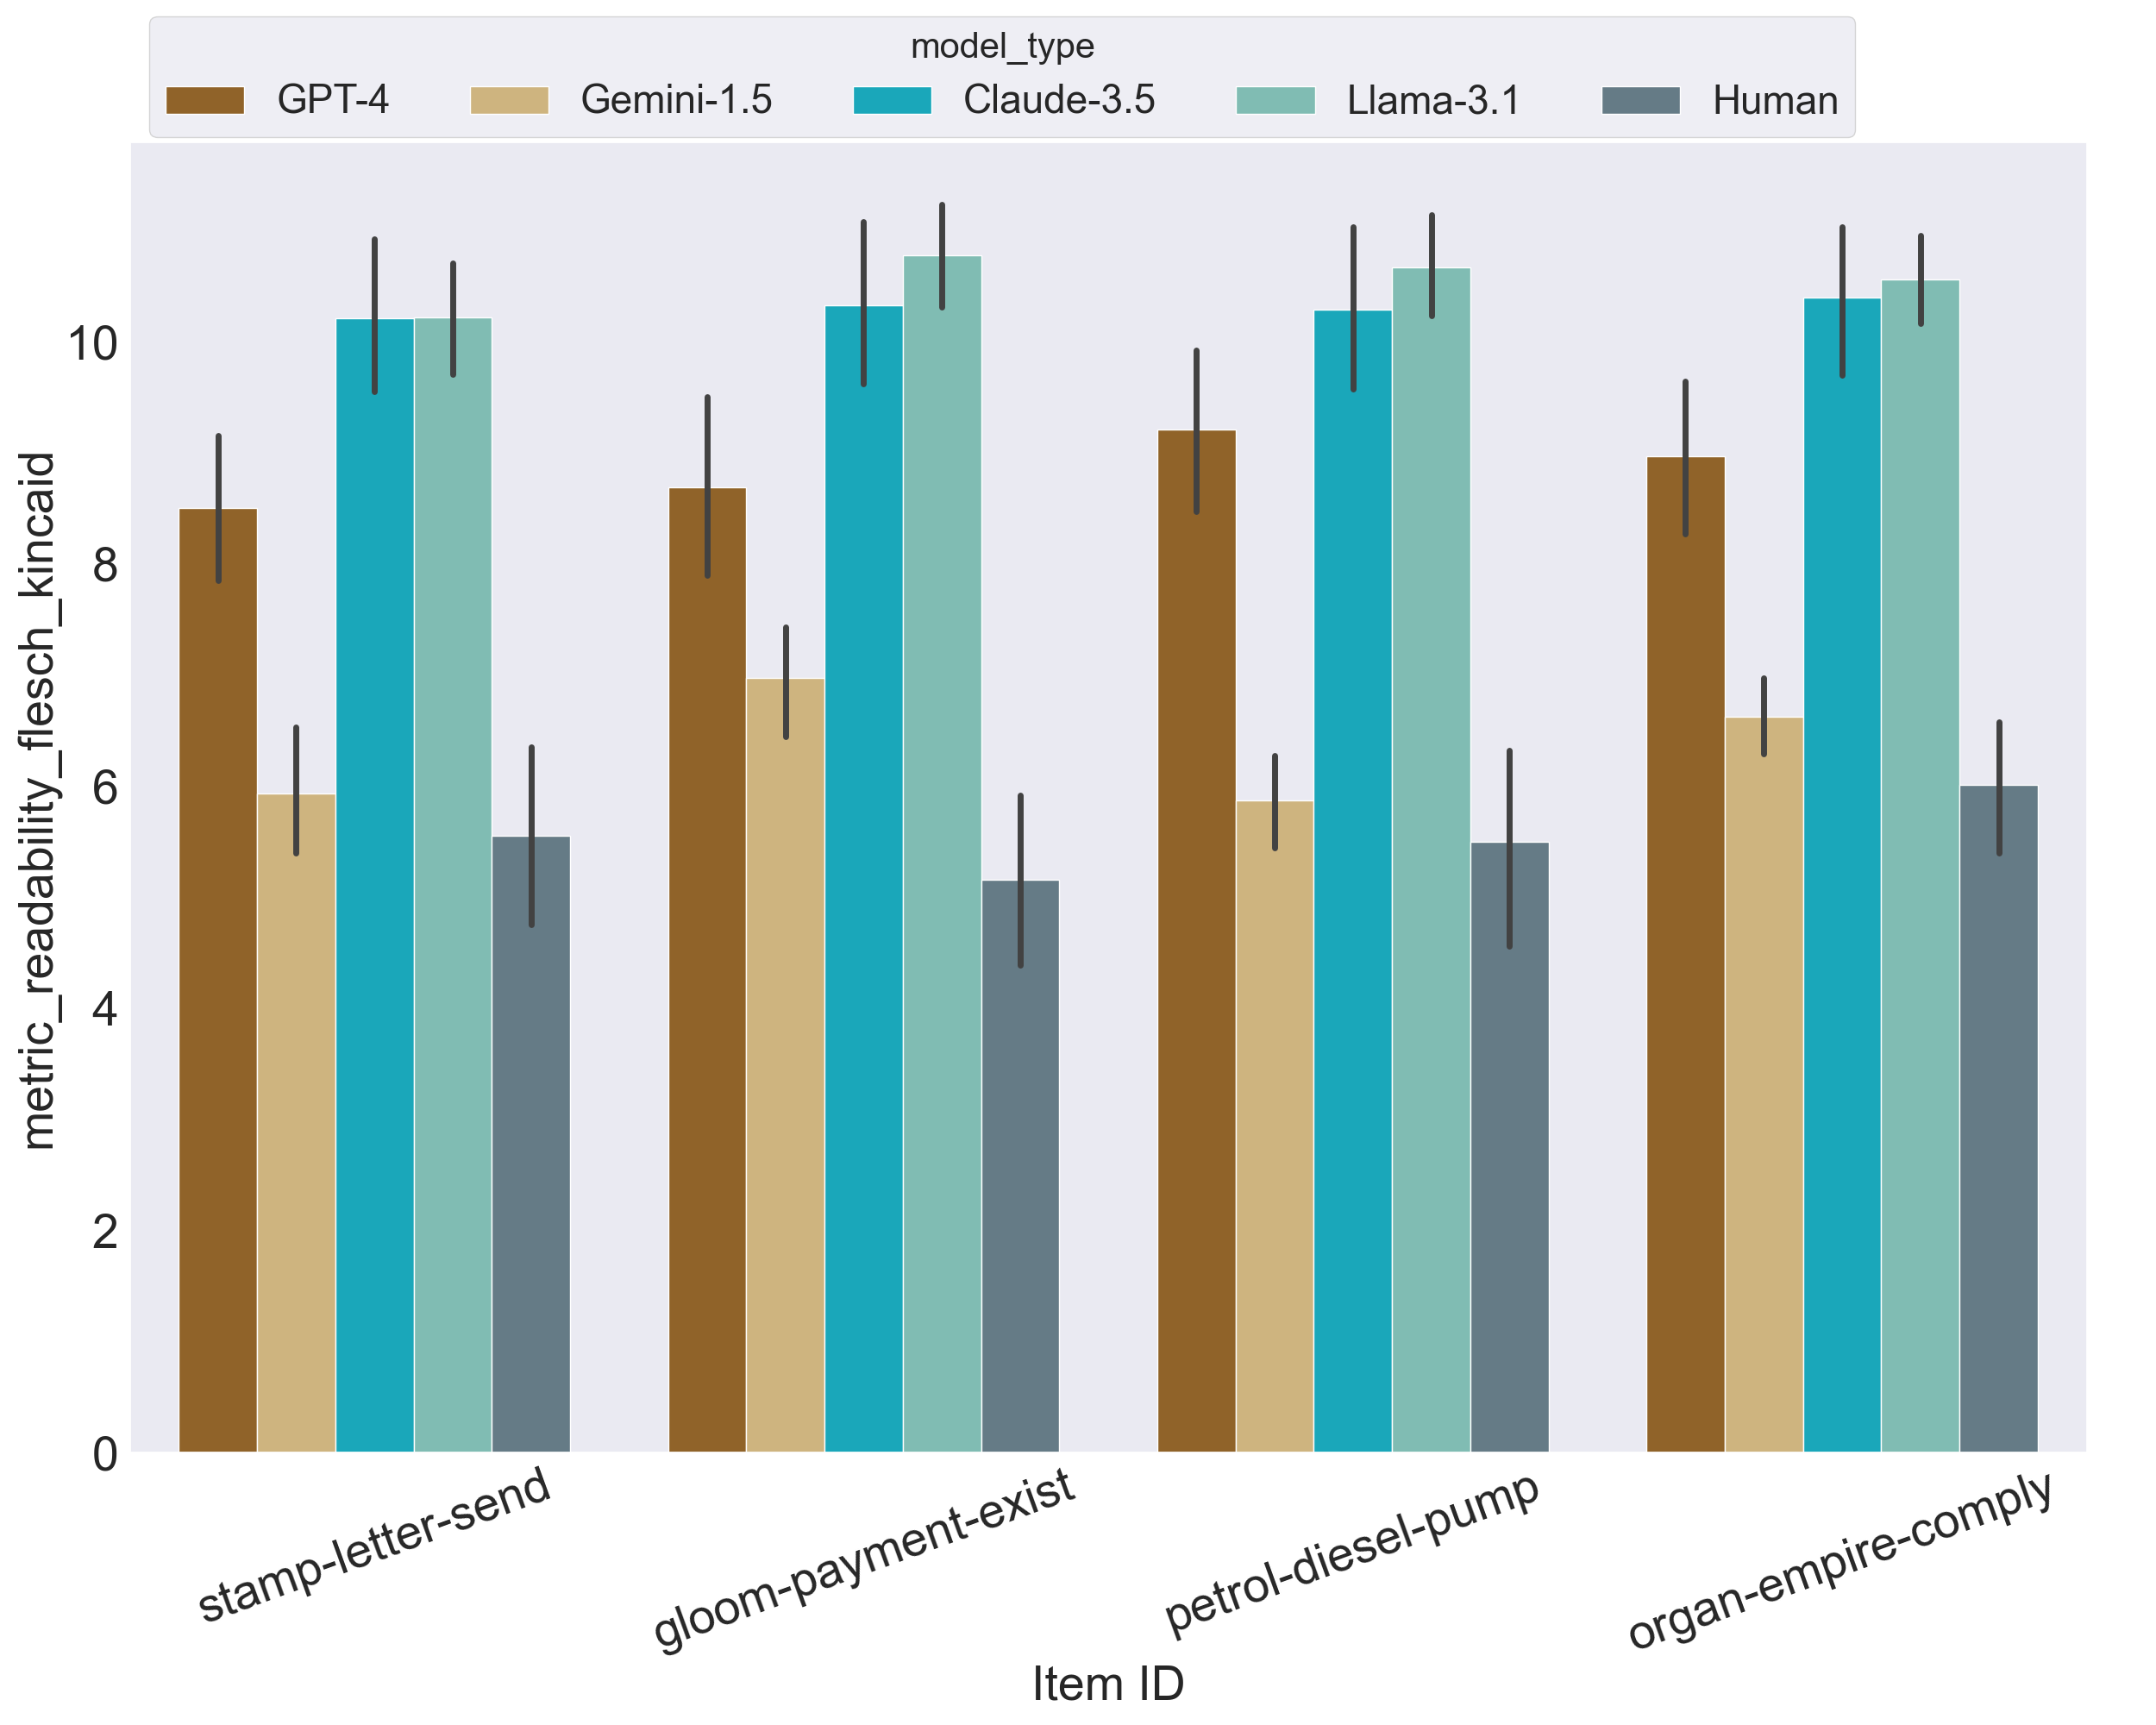 model_type
GPT-4 Gemini-1.5 Claude-3.5 Llama-3.1 Human
metric_readability_flesch_kincaid
10
8
6
4
2
0
stamp-letter-send gloom-payment-exist petrol-diesel-pump organ-empire-comply
Item ID